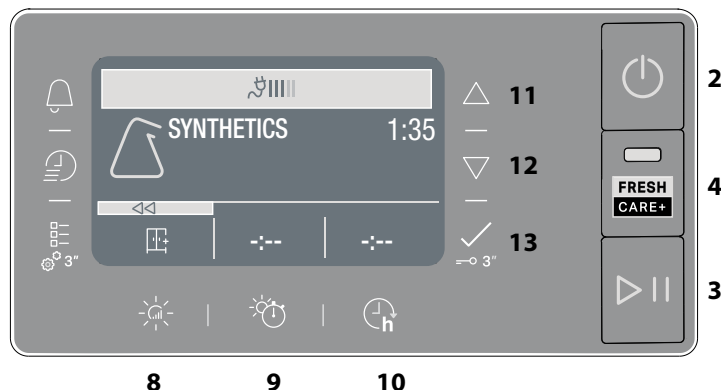 2
11
SYNTHETICS 1:35
12
FRESH
CARE+
4
-:-- -:--
13
3"
3"
3
h
8 9 10